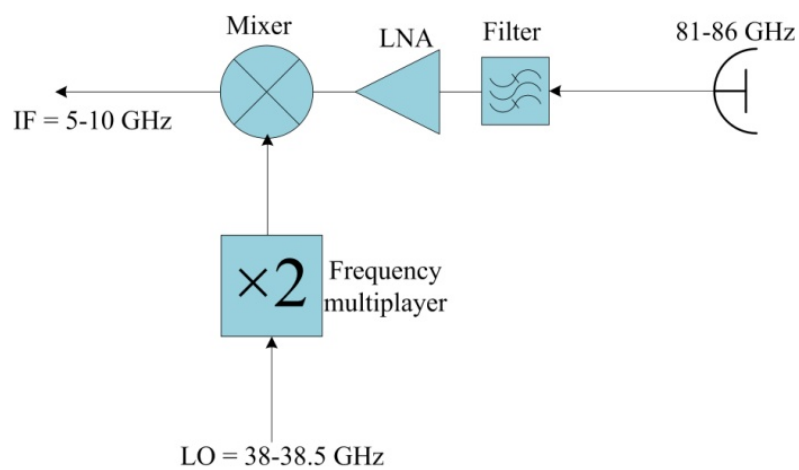 Mixer
LNA
Filter
81-86 GHz
IF = 5-10 GHz
×2
Frequency
multiplayer
LO = 38-38.5 GHz